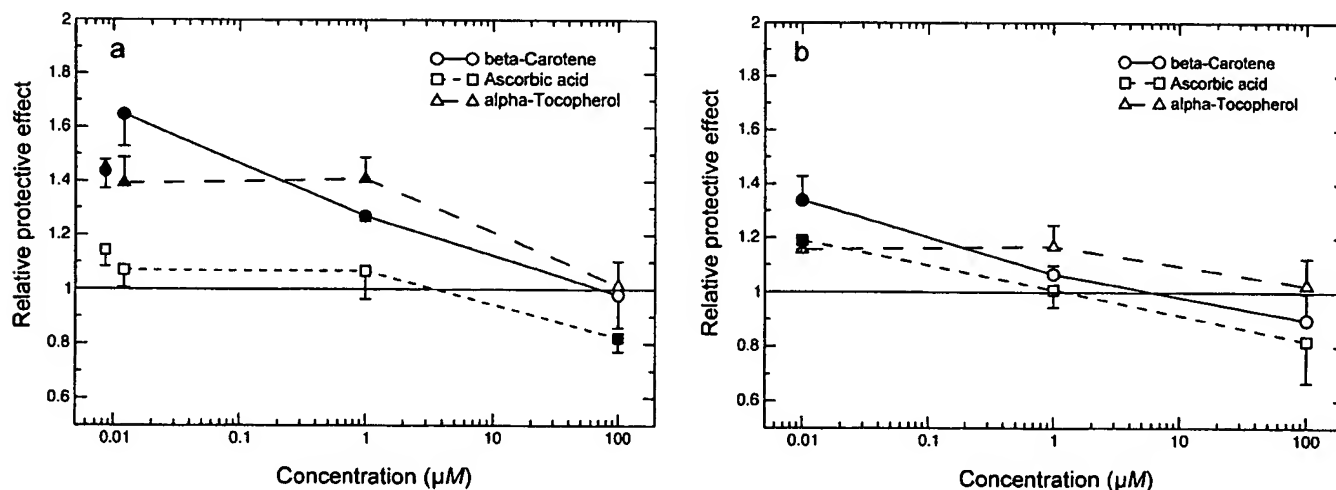 a
beta-Carotene
Ascorbic acid
alpha-Tocopherol
Relative protective effect
2
1.8
1.6
1.4
1.2
1
0.8
0.6
0.01
0.1
1
10
100
Concentration (µM)
b
beta-Carotene
Ascorbic acid
alpha-Tocopherol
Relative protective effect
2
1.8
1.6
1.4
1.2
1
0.8
0.6
0.01
0.1
1
10
100
Concentration (µM)